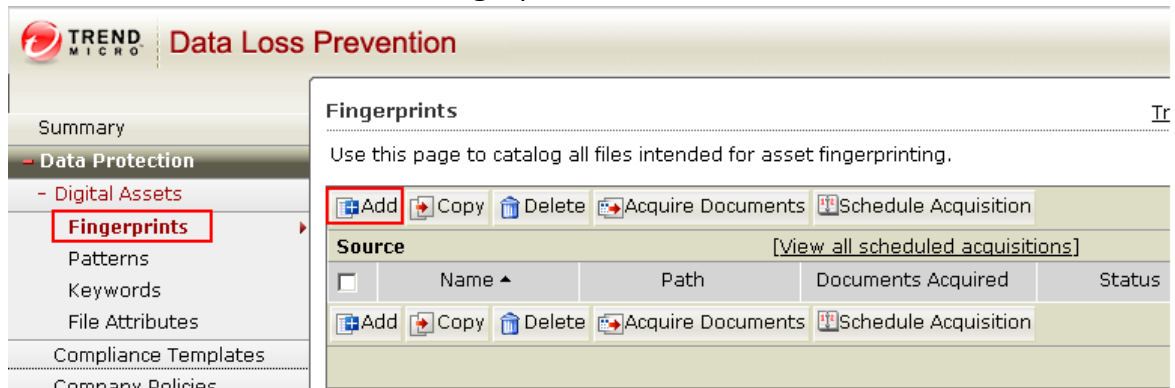 TREND MICRO Data Loss Prevention
Summary
- Data Protection
- Digital Assets
Fingerprints
Patterns
Keywords
File Attributes
Compliance Templates
Company Policies
Fingerprints
Use this page to catalog all files intended for asset fingerprinting.
Add Copy Delete Acquire Documents Schedule Acquisition
Source [View all scheduled acquisitions]
Name Path Documents Acquired Status
Add Copy Delete Acquire Documents Schedule Acquisition